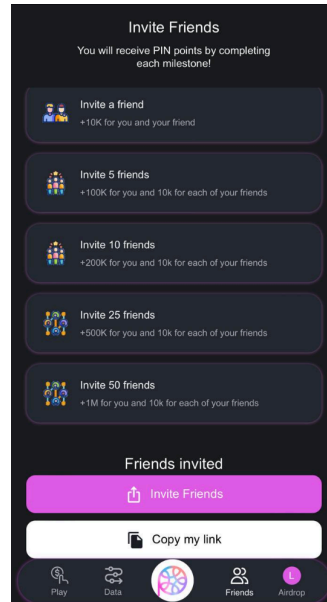 Invite Friends
You will receive PIN points by completing
each milestone!
Invite a friend
+10K for you and your friend
Invite 5 friends
+100K for you and 10k for each of your friends
Invite 10 friends
+200K for you and 10k for each of your friends
Invite 25 friends
+500K for you and 10k for each of your friends
Invite 50 friends
+1M for you and 10k for each of your friends
Friends invited
Invite Friends
Copy my link
Play
Data
Friends
L
Airdrop